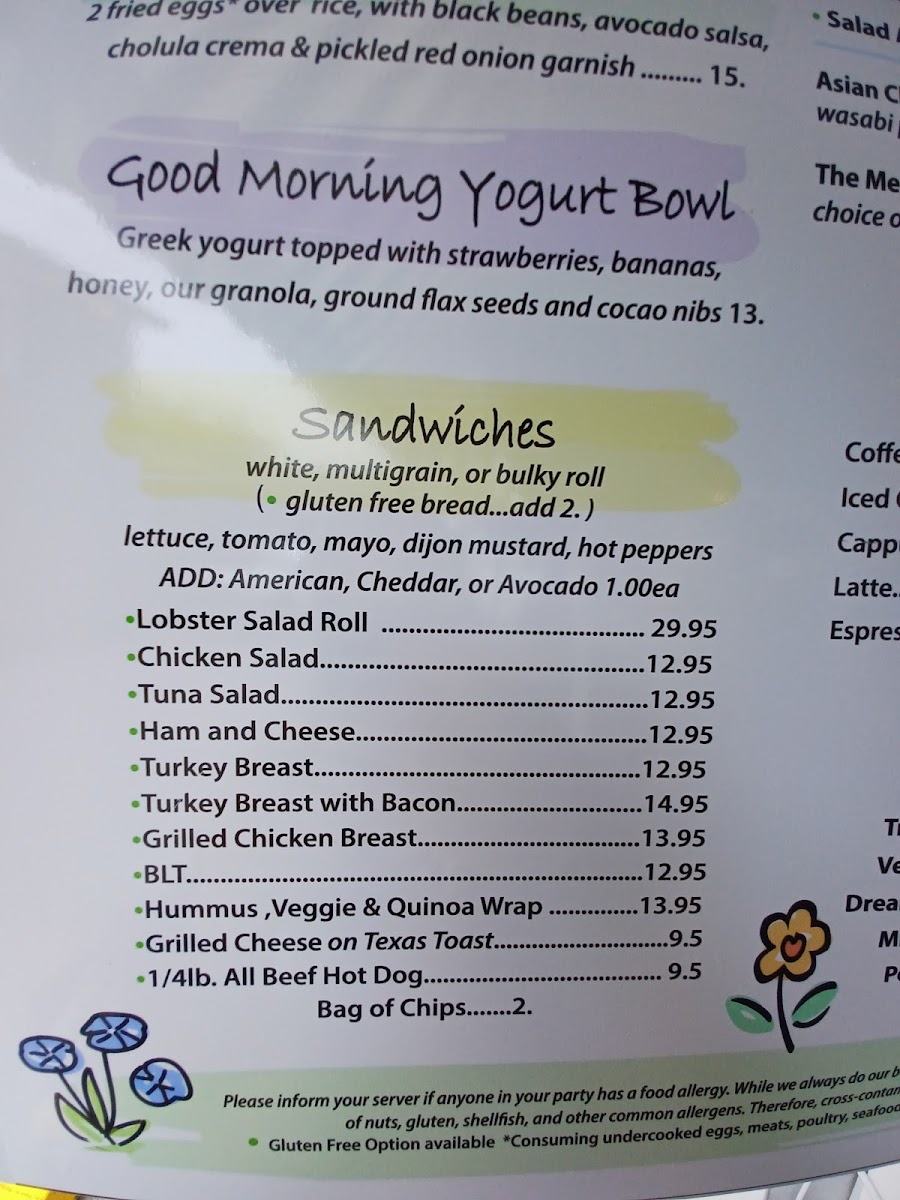 2 fried eggs* over rice, with black beans, avocado salsa,
cholula crema & pickled red onion garnish ......... 15.
Good Morning Yogurt Bowl
Greek yogurt topped with strawberries, bananas,
honey, our granola, ground flax seeds and cocao nibs 13.
Sandwiches
white, multigrain, or bulky roll
(• gluten free bread...add 2. )
lettuce, tomato, mayo, dijon mustard, hot peppers
ADD: American, Cheddar, or Avocado 1.00ea
•Lobster Salad Roll ....................................... 29.95
•Chicken Salad.................................................12.95
•Tuna Salad.......................................................12.95
•Ham and Cheese............................................12.95
•Turkey Breast.................................................12.95
•Turkey Breast with Bacon............................14.95
•Grilled Chicken Breast..................................13.95
•BLT.....................................................................12.95
•Hummus ,Veggie & Quinoa Wrap ..............13.95
•Grilled Cheese on Texas Toast..........................9.5
•1/4lb. All Beef Hot Dog.................................... 9.5
Bag of Chips.......2.
Please inform your server if anyone in your party has a food allergy. While we always do our
of nuts, gluten, shellfish, and other common allergens. Therefore,
• Gluten Free Option available *Consuming undercooked eggs, meats, poultry, seafood
• Salad
Asian
wasabi
The
choice
Iced
Latte..